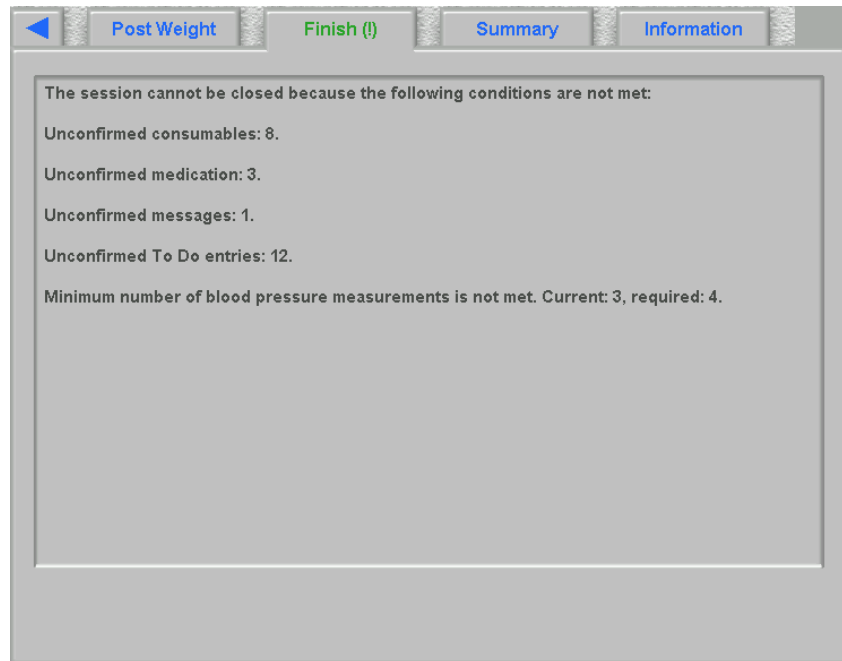 Post Weight
Finish (!)
Summary
Information
The session cannot be closed because the following conditions are not met:
Unconfirmed consumables: 8.
Unconfirmed medication: 3.
Unconfirmed messages: 1.
Unconfirmed To Do entries: 12.
Minimum number of blood pressure measurements is not met. Current: 3, required: 4.